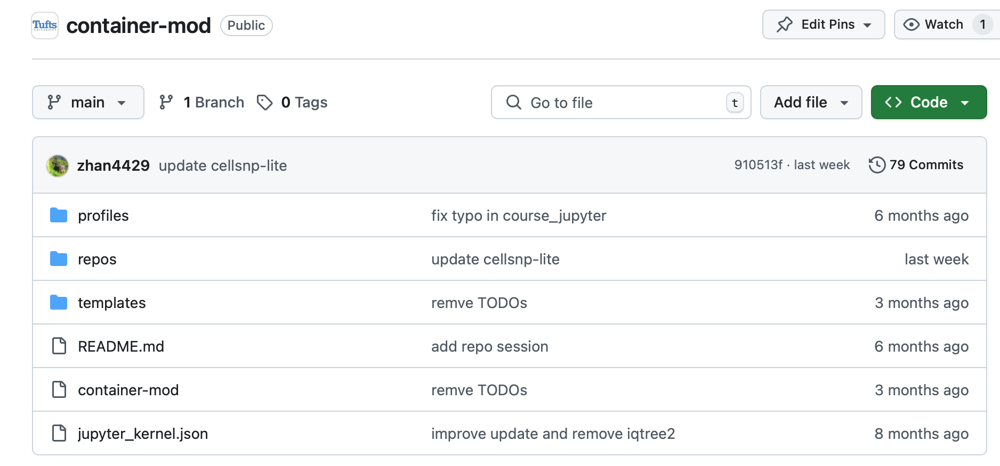 Tufts
UNIVERSITY
container-mod Public Edit Pins Watch 1
main 1 Branch 0 Tags Go to file t Add file Code
zhan4429 update cellsnp-lite 910513f · last week 79 Commits
profiles fix typo in course_jupyter 6 months ago
repos update cellsnp-lite last week
templates remve TODOs 3 months ago
README.md add repo session 6 months ago
container-mod remve TODOs 3 months ago
jupyter_kernel.json improve update and remove iqtree2 8 months ago